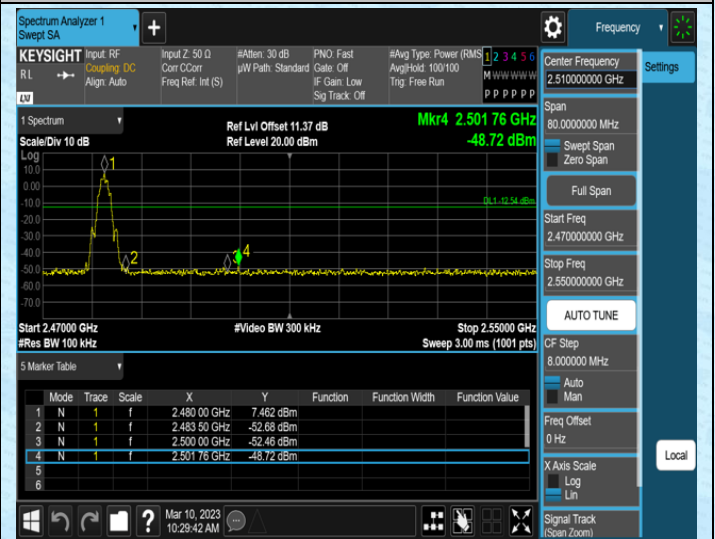 Spectrum Analyzer 1
Swept SA
+
Frequency
KEYSIGHT
RL
LXI
Input: RF
Coupling: DC
Align: Auto
Input Z: 50 Ω
Corr CCorr
Freq Ref: Int (S)
#Atten: 30 dB
µW Path: Standard
PNO: Fast
Gate: Off
IF Gain: Low
Sig Track: Off
#Avg Type: Power (RMS
Avg|Hold: 100/100
Trig: Free Run
1 2 3 4 5 6
M W W W W W
P P P P P P
1 Spectrum
Scale/Div 10 dB
Ref Lvl Offset 11.37 dB
Ref Level 20.00 dBm
Mkr4 2.501 76 GHz
-48.72 dBm
Log
10.0
0.00
-10.0
-20.0
-30.0
-40.0
-50.0
-60.0
-70.0
1
2
3
4
DL1 -12.54 dBm
Start 2.47000 GHz
#Res BW 100 kHz
#Video BW 300 kHz
Stop 2.55000 GHz
Sweep 3.00 ms (1001 pts)
5 Marker Table
Mode Trace Scale X Y Function Function Width Function Value
1 N 1 f 2.480 00 GHz 7.462 dBm
2 N 1 f 2.483 50 GHz -52.68 dBm
3 N 1 f 2.500 00 GHz -52.46 dBm
4 N 1 f 2.501 76 GHz -48.72 dBm
5
6
?
Mar 10, 2023
10:29:42 AM
Center Frequency
2.510000000 GHz
Span
80.0000000 MHz
Swept Span
Zero Span
Full Span
Start Freq
2.470000000 GHz
Stop Freq
2.550000000 GHz
AUTO TUNE
CF Step
8.000000 MHz
Auto
Man
Freq Offset
0 Hz
X Axis Scale
Log
Lin
Signal Track
(Span Zoom)
Settings
Local